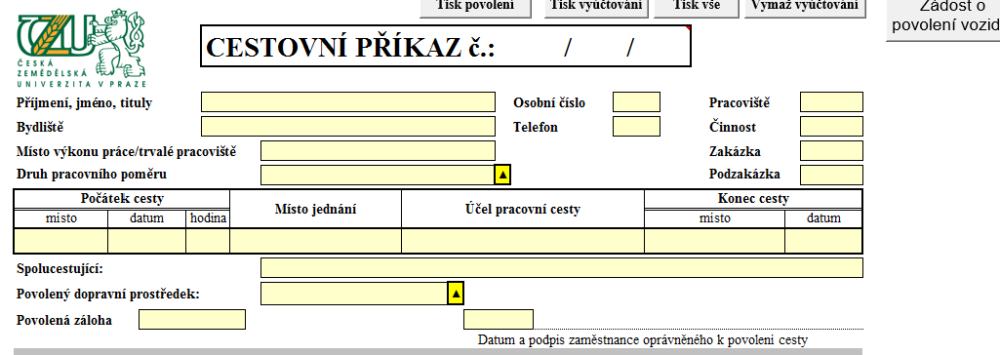 Tisk povolení Tisk vyúčtování Tisk vše Vymaž vyúčtování
Žádost o
povolení vozid
CZU
ČESKÁ
ZEMĚDĚLSKÁ
UNIVERZITA V PRAZE
CESTOVNÍ PŘÍKAZ č.: / /
Příjmení, jméno, tituly Osobní číslo Pracoviště
Bydliště Telefon Činnost
Místo výkonu práce/trvalé pracoviště Zakázka
Druh pracovního poměru ▲ Podzakázka
Počátek cesty Místo jednání Účel pracovní cesty Konec cesty
místo datum hodina místo datum
Spolucestující:
Povolený dopravní prostředek: ▲
Povolená záloha
Datum a podpis zaměstnance oprávněného k povolení cesty